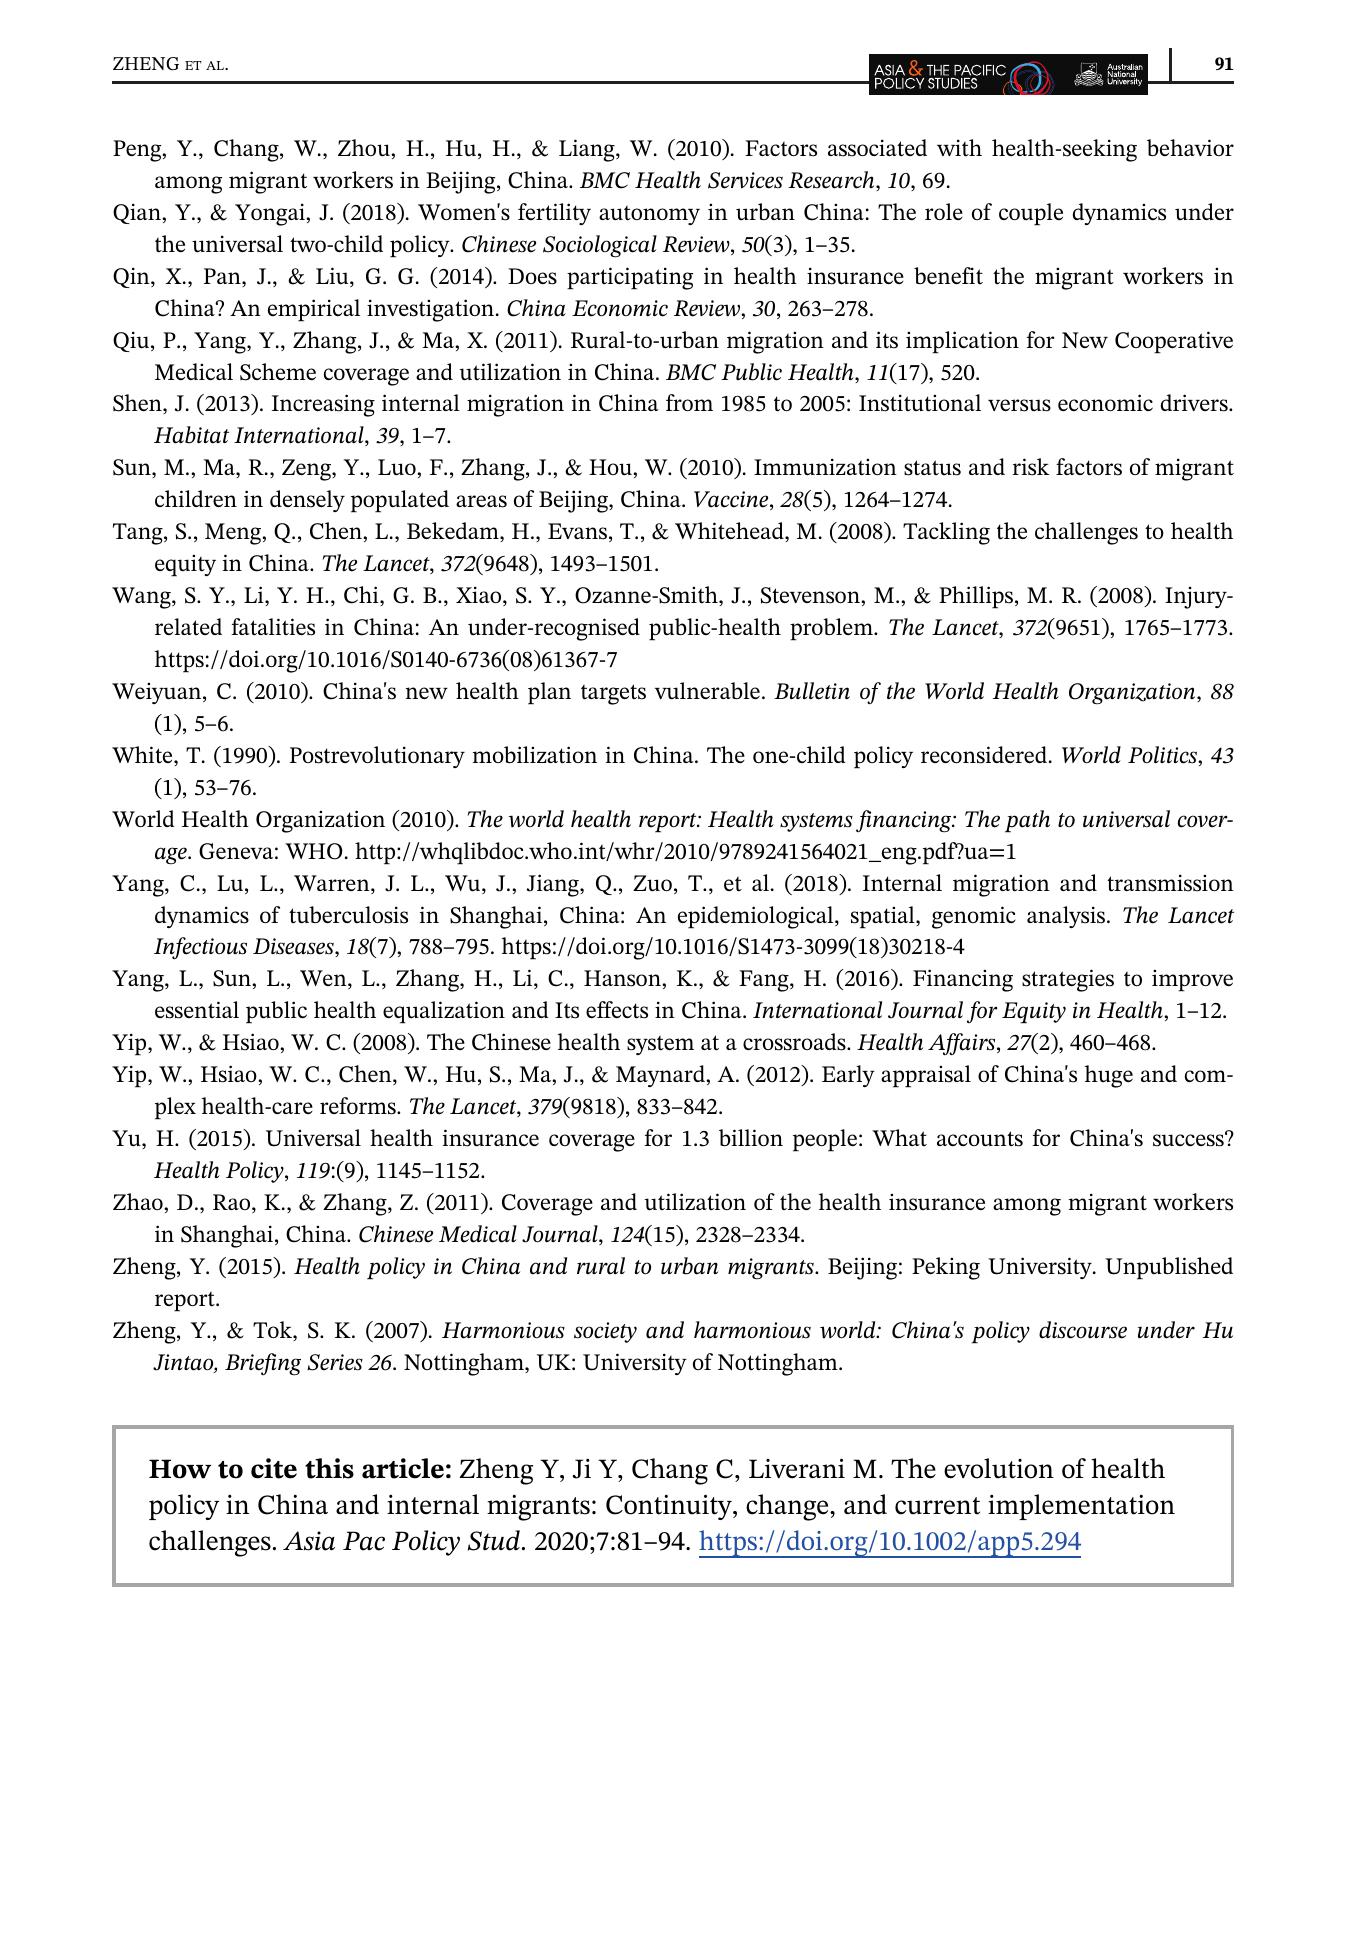 ZHENG ET AL.
ASIA & THE PACIFIC
POLICY STUDIES
Australian
National
University
91
Peng, Y., Chang, W., Zhou, H., Hu, H., & Liang, W. (2010). Factors associated with health-seeking behavior
among migrant workers in Beijing, China. BMC Health Services Research, 10, 69.
Qian, Y., & Yongai, J. (2018). Women's fertility autonomy in urban China: The role of couple dynamics under
the universal two-child policy. Chinese Sociological Review, 50(3), 1–35.
Qin, X., Pan, J., & Liu, G. G. (2014). Does participating in health insurance benefit the migrant workers in
China? An empirical investigation. China Economic Review, 30, 263–278.
Qiu, P., Yang, Y., Zhang, J., & Ma, X. (2011). Rural-to-urban migration and its implication for New Cooperative
Medical Scheme coverage and utilization in China. BMC Public Health, 11(17), 520.
Shen, J. (2013). Increasing internal migration in China from 1985 to 2005: Institutional versus economic drivers.
Habitat International, 39, 1–7.
Sun, M., Ma, R., Zeng, Y., Luo, F., Zhang, J., & Hou, W. (2010). Immunization status and risk factors of migrant
children in densely populated areas of Beijing, China. Vaccine, 28(5), 1264–1274.
Tang, S., Meng, Q., Chen, L., Bekedam, H., Evans, T., & Whitehead, M. (2008). Tackling the challenges to health
equity in China. The Lancet, 372(9648), 1493–1501.
Wang, S. Y., Li, Y. H., Chi, G. B., Xiao, S. Y., Ozanne-Smith, J., Stevenson, M., & Phillips, M. R. (2008). Injury-
related fatalities in China: An under-recognised public-health problem. The Lancet, 372(9651), 1765–1773.
https://doi.org/10.1016/S0140-6736(08)61367-7
Weiyuan, C. (2010). China's new health plan targets vulnerable. Bulletin of the World Health Organization, 88
(1), 5–6.
White, T. (1990). Postrevolutionary mobilization in China. The one-child policy reconsidered. World Politics, 43
(1), 53–76.
World Health Organization (2010). The world health report: Health systems financing: The path to universal cover-
age. Geneva: WHO. http://whqlibdoc.who.int/whr/2010/9789241564021_eng.pdf?ua=1
Yang, C., Lu, L., Warren, J. L., Wu, J., Jiang, Q., Zuo, T., et al. (2018). Internal migration and transmission
dynamics of tuberculosis in Shanghai, China: An epidemiological, spatial, genomic analysis. The Lancet
Infectious Diseases, 18(7), 788–795. https://doi.org/10.1016/S1473-3099(18)30218-4
Yang, L., Sun, L., Wen, L., Zhang, H., Li, C., Hanson, K., & Fang, H. (2016). Financing strategies to improve
essential public health equalization and Its effects in China. International Journal for Equity in Health, 1–12.
Yip, W., & Hsiao, W. C. (2008). The Chinese health system at a crossroads. Health Affairs, 27(2), 460–468.
Yip, W., Hsiao, W. C., Chen, W., Hu, S., Ma, J., & Maynard, A. (2012). Early appraisal of China's huge and com-
plex health-care reforms. The Lancet, 379(9818), 833–842.
Yu, H. (2015). Universal health insurance coverage for 1.3 billion people: What accounts for China's success?
Health Policy, 119:(9), 1145–1152.
Zhao, D., Rao, K., & Zhang, Z. (2011). Coverage and utilization of the health insurance among migrant workers
in Shanghai, China. Chinese Medical Journal, 124(15), 2328–2334.
Zheng, Y. (2015). Health policy in China and rural to urban migrants. Beijing: Peking University. Unpublished
report.
Zheng, Y., & Tok, S. K. (2007). Harmonious society and harmonious world: China's policy discourse under Hu
Jintao, Briefing Series 26. Nottingham, UK: University of Nottingham.
How to cite this article: Zheng Y, Ji Y, Chang C, Liverani M. The evolution of health
policy in China and internal migrants: Continuity, change, and current implementation
challenges. Asia Pac Policy Stud. 2020;7:81–94. https://doi.org/10.1002/app5.294